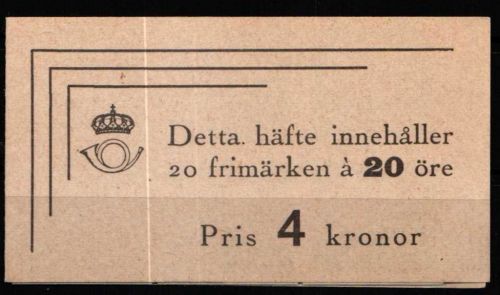 Detta. häfte innehåller
20 frimärken à 20 öre
Pris 4 kronor